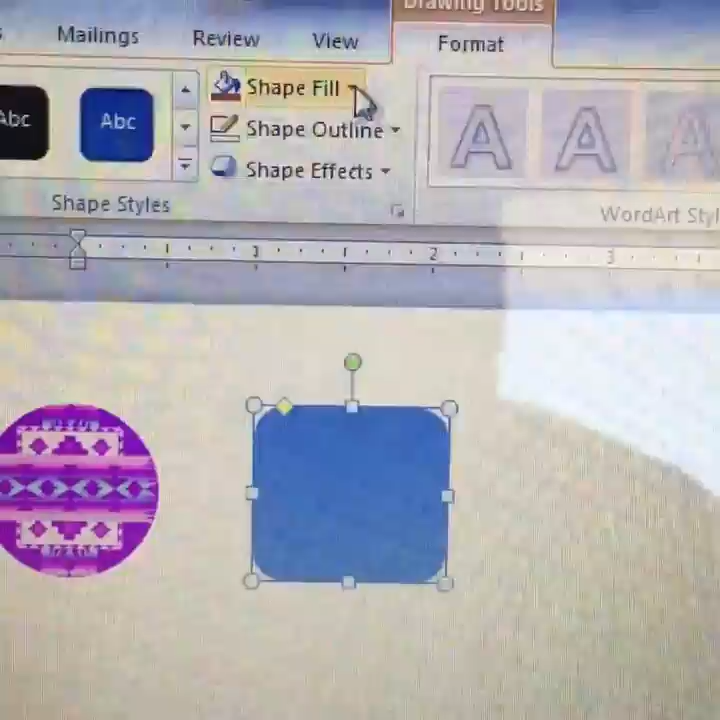 Drawing Tools
Mailings Review View Format
Abc Abc
Shape Fill
Shape Outline
Shape Effects
A A A
Shape Styles
WordArt Styl
1 2 3